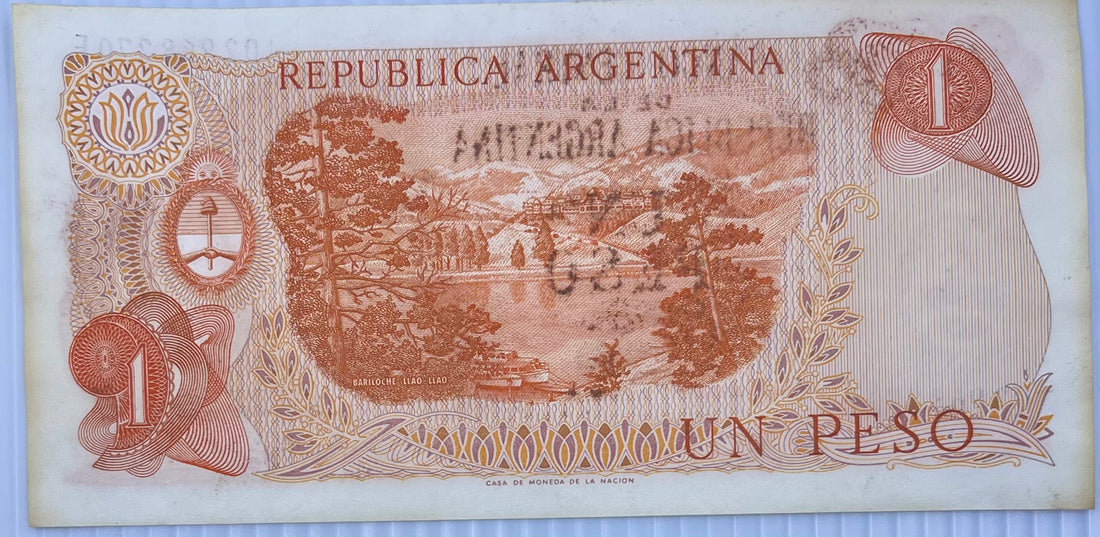 REPUBLICA ARGENTINA
1
BARILOCHE LLAO-LLAO
1
UN PESO
CASA DE MONEDA DE LA NACION